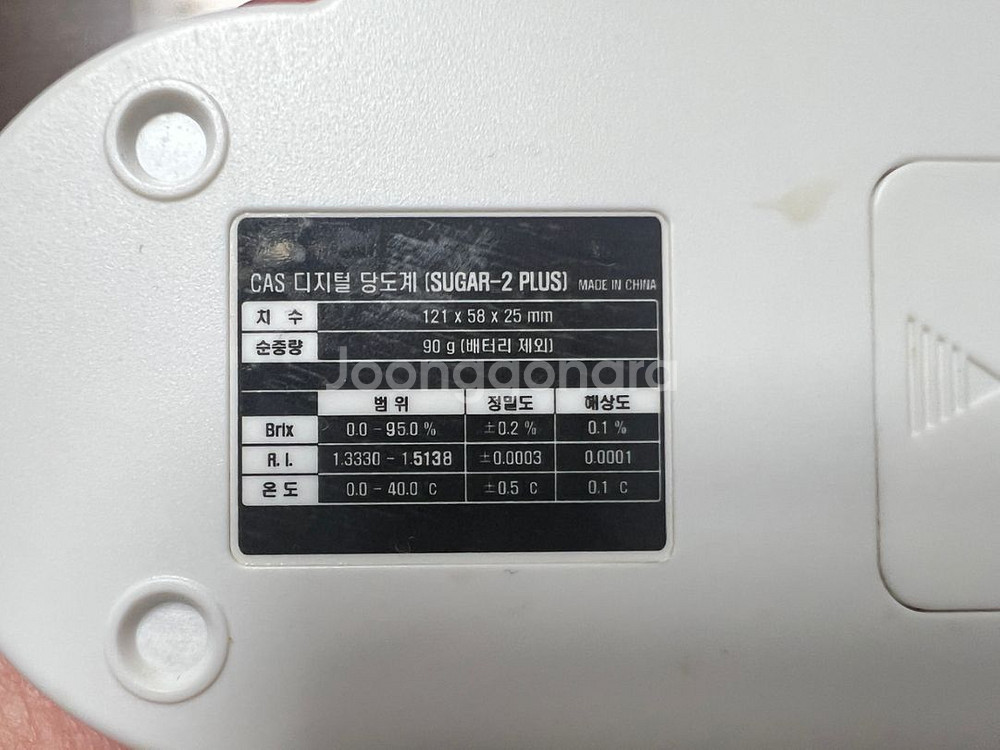 CAS 디지털 당도계 (SUGAR-2 PLUS) MADE IN CHINA
치 수 121 x 58 x 25 mm
순중량 90 g (배터리 제외)
Joonggonara
범 위 정밀도 해상도
Brix 0.0 - 95.0 % ±0.2 % 0.1 %
R. I. 1.3330 - 1.5138 ±0.0003 0.0001
온 도 0.0 - 40.0 C ±0.5 C 0.1 C